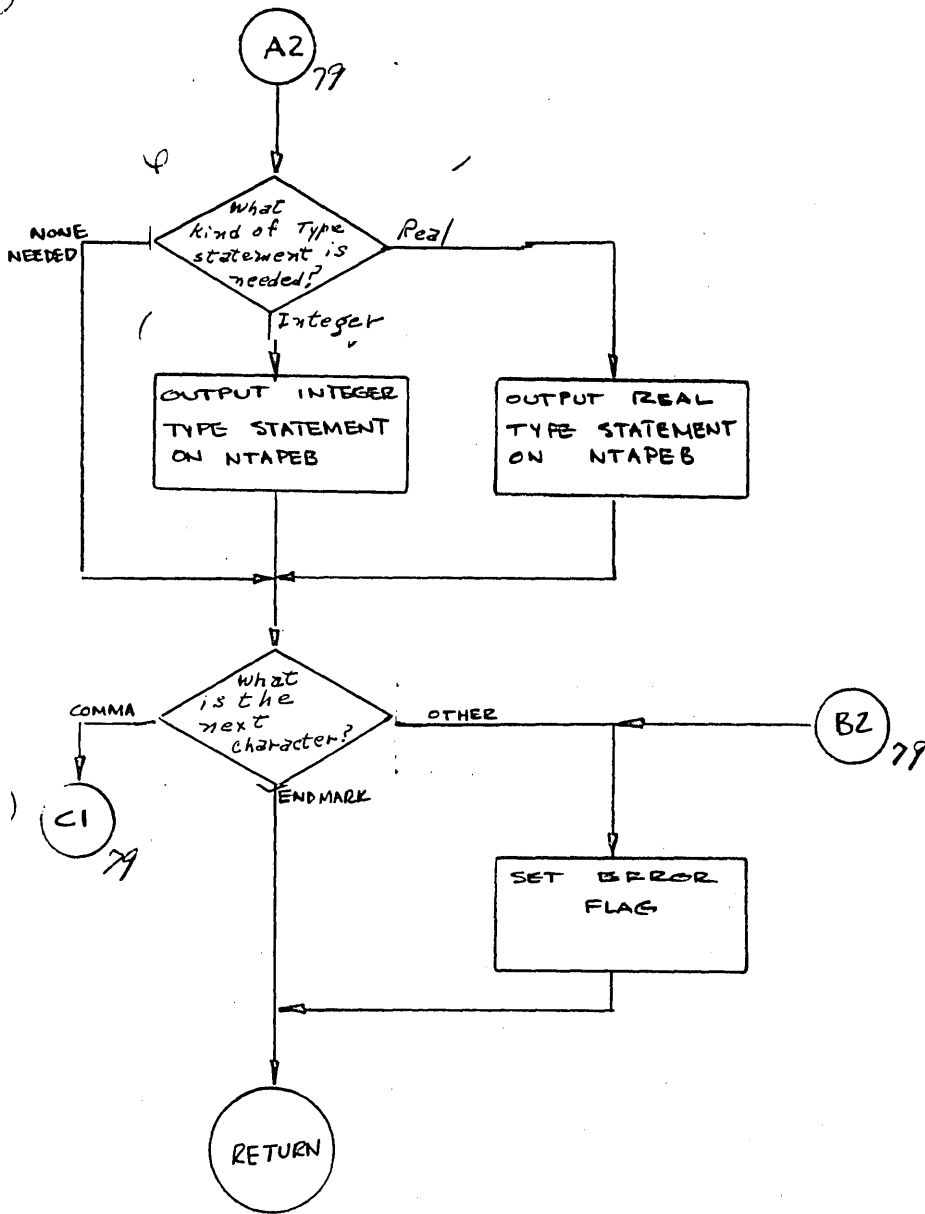 A2
79
What
kind of Type
statement is
needed?
NONE
NEEDED
Real
Integer
OUTPUT INTEGER
TYPE STATEMENT
ON NTAPEB
OUTPUT REAL
TYPE STATEMENT
ON NTAPEB
What
is the
next
character?
COMMA
OTHER
B2
79
ENDMARK
C1
79
SET ERROR
FLAG
RETURN